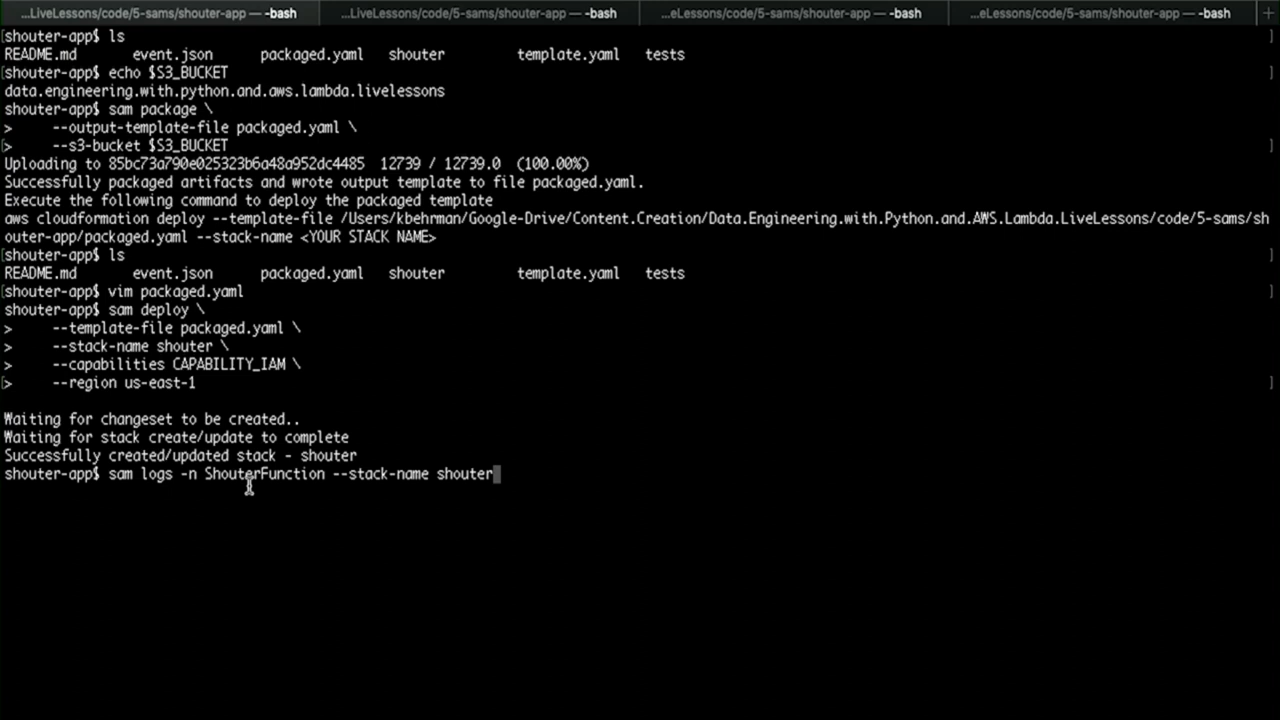 ...LiveLessons/code/5-sams/shouter-app — -bash
...LiveLessons/code/5-sams/shouter-app — -bash
...eLessons/code/5-sams/shouter-app — -bash
...eLessons/code/5-sams/shouter-app — -bash
+
[shouter-app$ ls ]
README.md event.json packaged.yaml shouter template.yaml tests
[shouter-app$ echo $S3_BUCKET ]
data.engineering.with.python.and.aws.lambda.livelessons
shouter-app$ sam package \
> --output-template-file packaged.yaml \
[> --s3-bucket $S3_BUCKET ]
Uploading to 85bc73a790e025323b6a48a952dc4485 12739 / 12739.0 (100.00%)
Successfully packaged artifacts and wrote output template to file packaged.yaml.
Execute the following command to deploy the packaged template
aws cloudformation deploy --template-file /Users/kbehrman/Google-Drive/Content.Creation/Data.Engineering.with.Python.and.AWS.Lambda.LiveLessons/code/5-sams/sh
outer-app/packaged.yaml --stack-name <YOUR STACK NAME>
[shouter-app$ ls ]
README.md event.json packaged.yaml shouter template.yaml tests
[shouter-app$ vim packaged.yaml ]
shouter-app$ sam deploy \
> --template-file packaged.yaml \
> --stack-name shouter \
> --capabilities CAPABILITY_IAM \
[> --region us-east-1 ]
Waiting for changeset to be created..
Waiting for stack create/update to complete
Successfully created/updated stack - shouter
shouter-app$ sam logs -n ShouterFunction --stack-name shouter